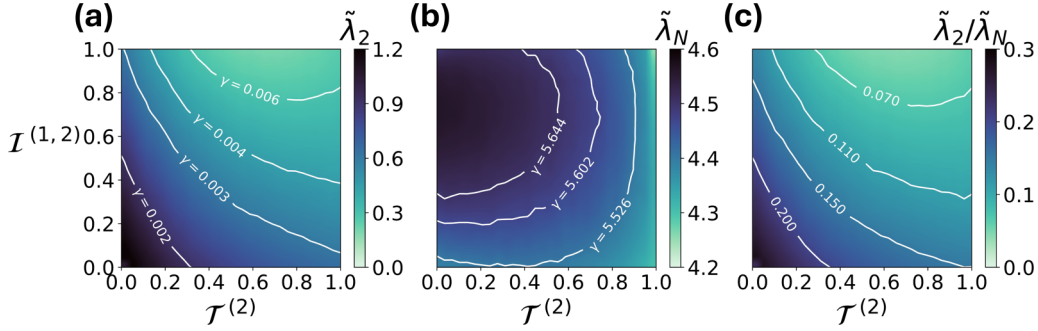 (a) λ̃₂ (b) λ̃_N (c) λ̃₂/λ̃_N
1.0 0.8 0.6 0.4 0.2 0.0
𝓘^(1,2)
γ = 0.006
γ = 0.004
γ = 0.003
γ = 0.002
0.0 0.2 0.4 0.6 0.8 1.0
𝓣^(2)
1.2 0.9 0.6 0.3 0.0
γ = 5.644
γ = 5.602
γ = 5.526
0.0 0.2 0.4 0.6 0.8 1.0
𝓣^(2)
4.6 4.5 4.4 4.3 4.2
0.070
0.110
0.150
0.200
0.0 0.2 0.4 0.6 0.8 1.0
𝓣^(2)
0.3 0.2 0.1 0.0